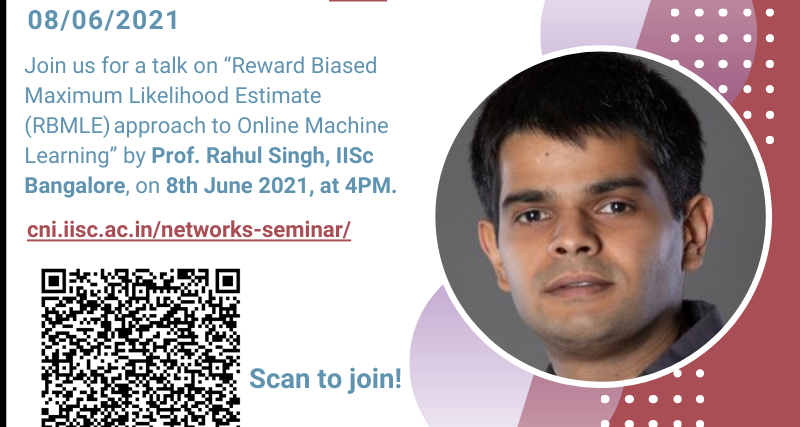 08/06/2021
Join us for a talk on “Reward Biased
Maximum Likelihood Estimate
(RBMLE) approach to Online Machine
Learning” by Prof. Rahul Singh, IISc
Bangalore, on 8th June 2021, at 4PM.
cni.iisc.ac.in/networks-seminar/
Scan to join!